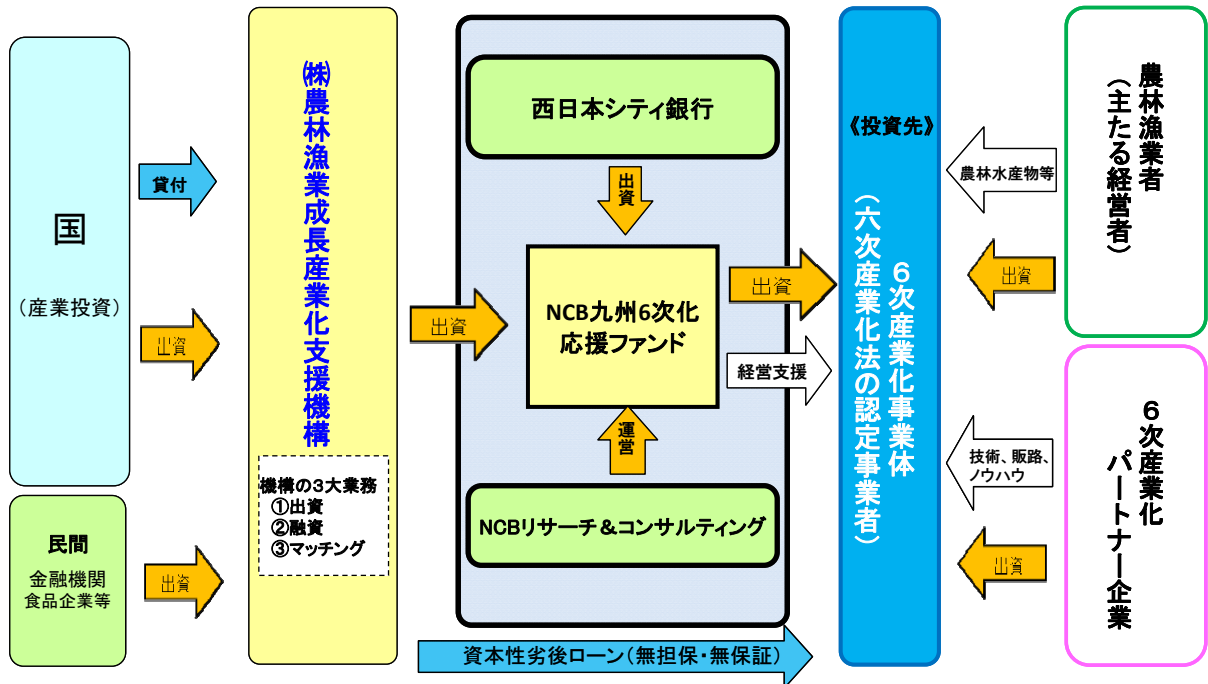 国
(産業投資)
民間
金融機関
食品企業等
貸付
出資
出資
㈱農林漁業成長産業化支援機構
機構の3大業務
①出資
②融資
③マッチング
出資
西日本シティ銀行
出資
NCB九州6次化
応援ファンド
運営
NCBリサーチ&コンサルティング
出資
経営支援
資本性劣後ローン(無担保・無保証)
《投資先》
6次産業化事業体
(六次産業化法の認定事業者)
農林水産物等
出資
技術、販路、
ノウハウ
出資
農林漁業者
(主たる経営者)
6次産業化
パートナー企業